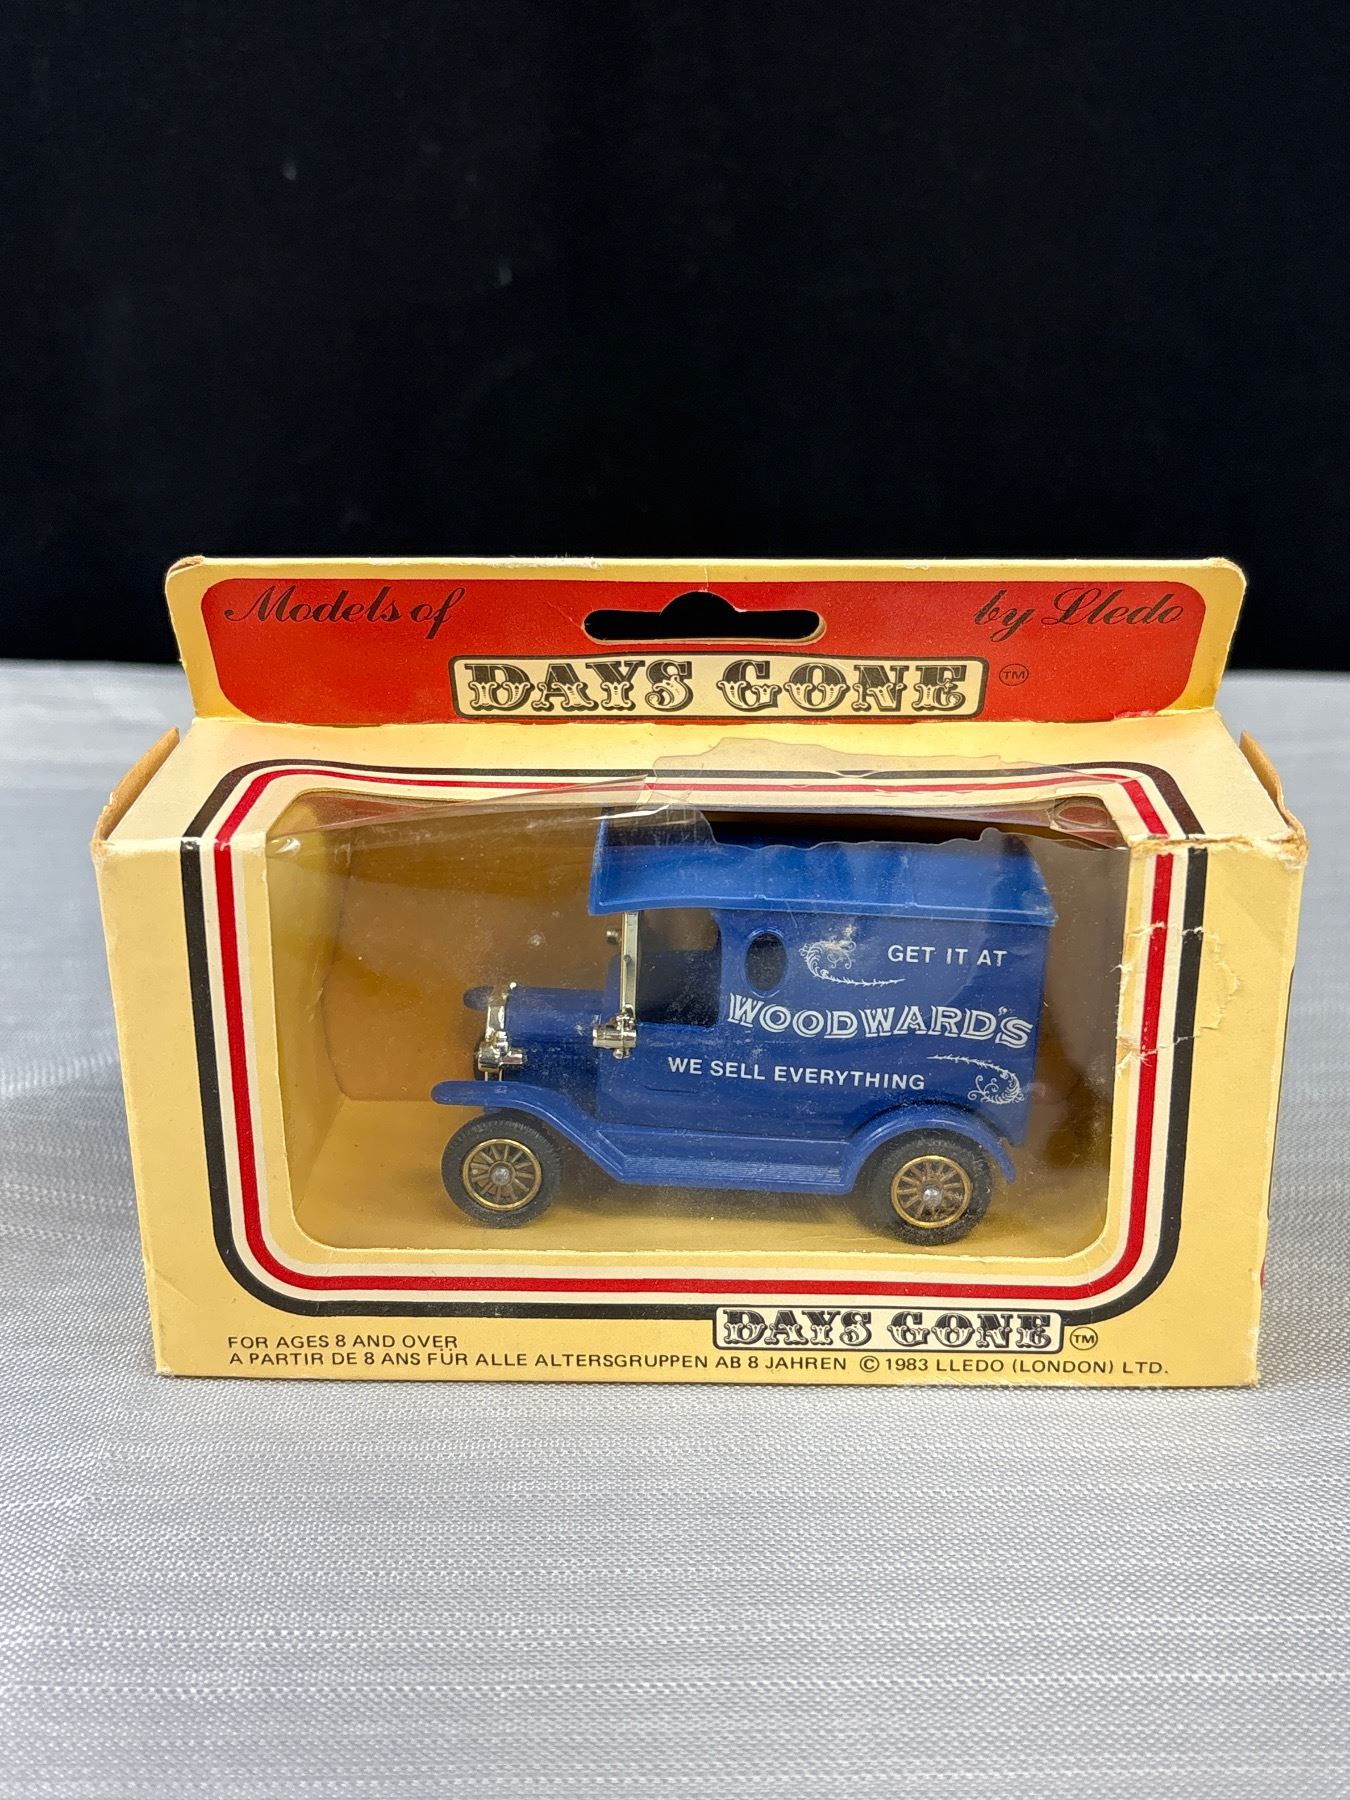 Models of
by Lledo
DAYS GONE TM
GET IT AT
WOODWARD'S
WE SELL EVERYTHING
DAYS GONE TM
FOR AGES 8 AND OVER
A PARTIR DE 8 ANS FÜR ALLE ALTERSGRUPPEN AB 8 JAHREN © 1983 LLEDO (LONDON) LTD.